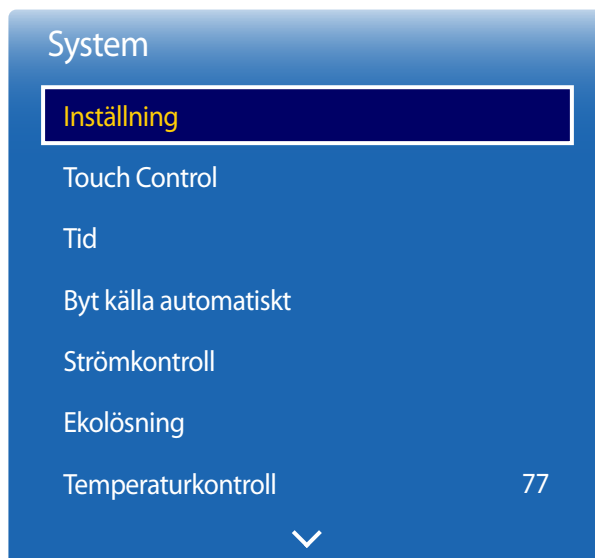 System
Inställning
Touch Control
Tid
Byt källa automatiskt
Strömkontroll
Ekolösning
Temperaturkontroll 77